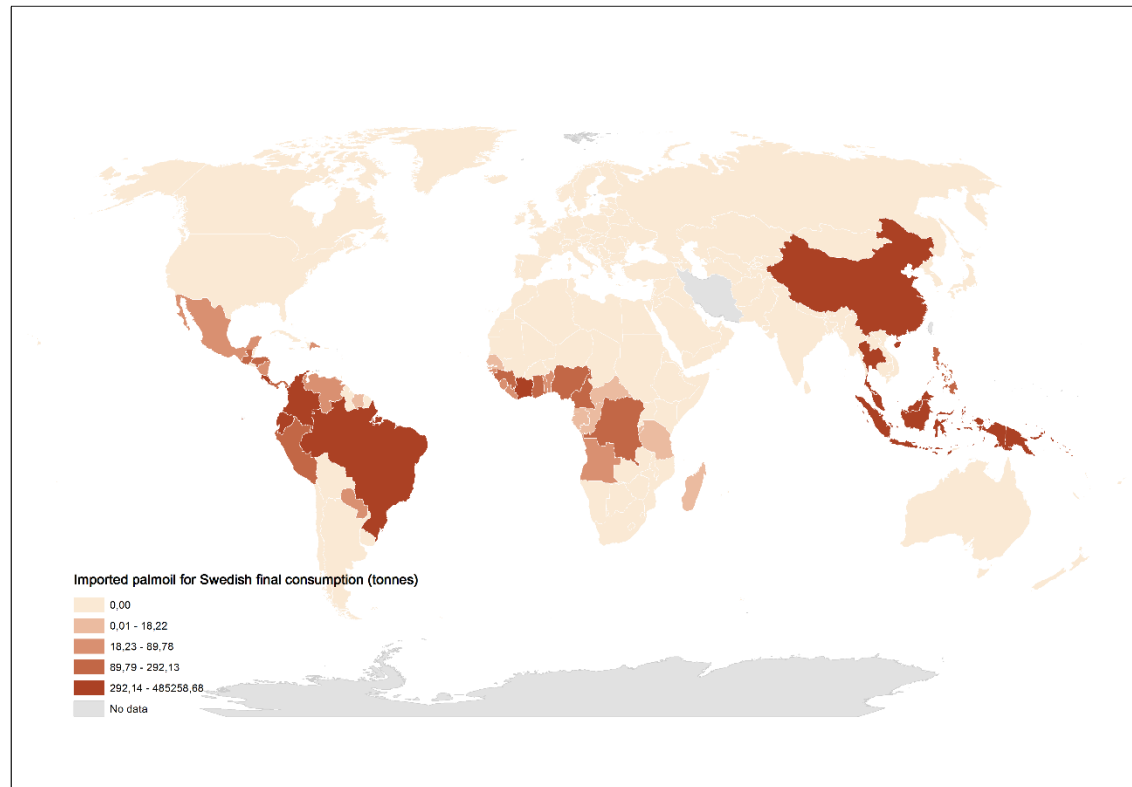 Imported palmoil for Swedish final consumption (tonnes)
0,00
0,01 - 18,22
18,23 - 89,78
89,79 - 292,13
292,14 - 485258,68
No data